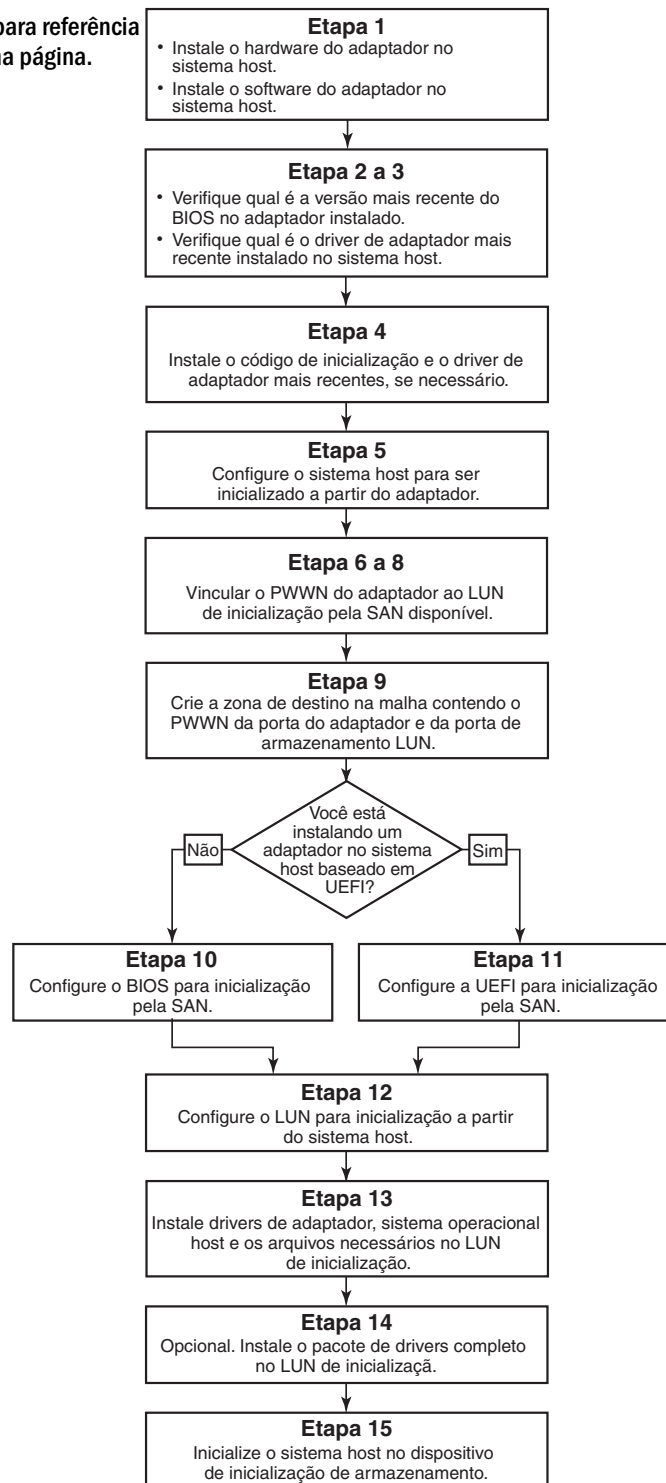 para referência
na página.
Etapa 1
• Instale o hardware do adaptador no
sistema host.
• Instale o software do adaptador no
sistema host.
Etapa 2 a 3
• Verifique qual é a versão mais recente do
BIOS no adaptador instalado.
• Verifique qual é o driver de adaptador mais
recente instalado no sistema host.
Etapa 4
Instale o código de inicialização e o driver de
adaptador mais recentes, se necessário.
Etapa 5
Configure o sistema host para ser
inicializado a partir do adaptador.
Etapa 6 a 8
Vincular o PWWN do adaptador ao LUN
de inicialização pela SAN disponível.
Etapa 9
Crie a zona de destino na malha contendo o
PWWN da porta do adaptador e da porta de
armazenamento LUN.
Você está
instalando um
adaptador no sistema
host baseado em
UEFI?
Não
Sim
Etapa 10
Configure o BIOS para inicialização
pela SAN.
Etapa 11
Configure a UEFI para inicialização
pela SAN.
Etapa 12
Configure o LUN para inicialização a partir
do sistema host.
Etapa 13
Instale drivers de adaptador, sistema operacional
host e os arquivos necessários no LUN
de inicialização.
Etapa 14
Opcional. Instale o pacote de drivers completo
no LUN de inicializaçã.
Etapa 15
Inicialize o sistema host no dispositivo
de inicialização de armazenamento.